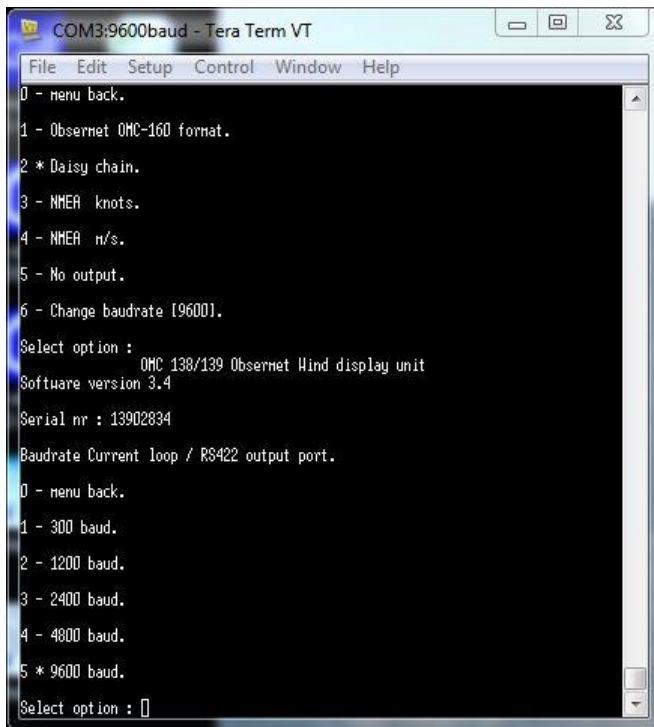 COM3:9600baud - Tera Term VT
File Edit Setup Control Window Help
0 - menu back.
1 - Obsermet OMC-160 format.
2 * Daisy chain.
3 - NMEA knots.
4 - NMEA m/s.
5 - No output.
6 - Change baudrate [9600].
Select option :
OMC 138/139 Obsermet Wind display unit
Software version 3.4
Serial nr : 13902834
Baudrate Current loop / RS422 output port.
0 - menu back.
1 - 300 baud.
2 - 1200 baud.
3 - 2400 baud.
4 - 4800 baud.
5 * 9600 baud.
Select option :